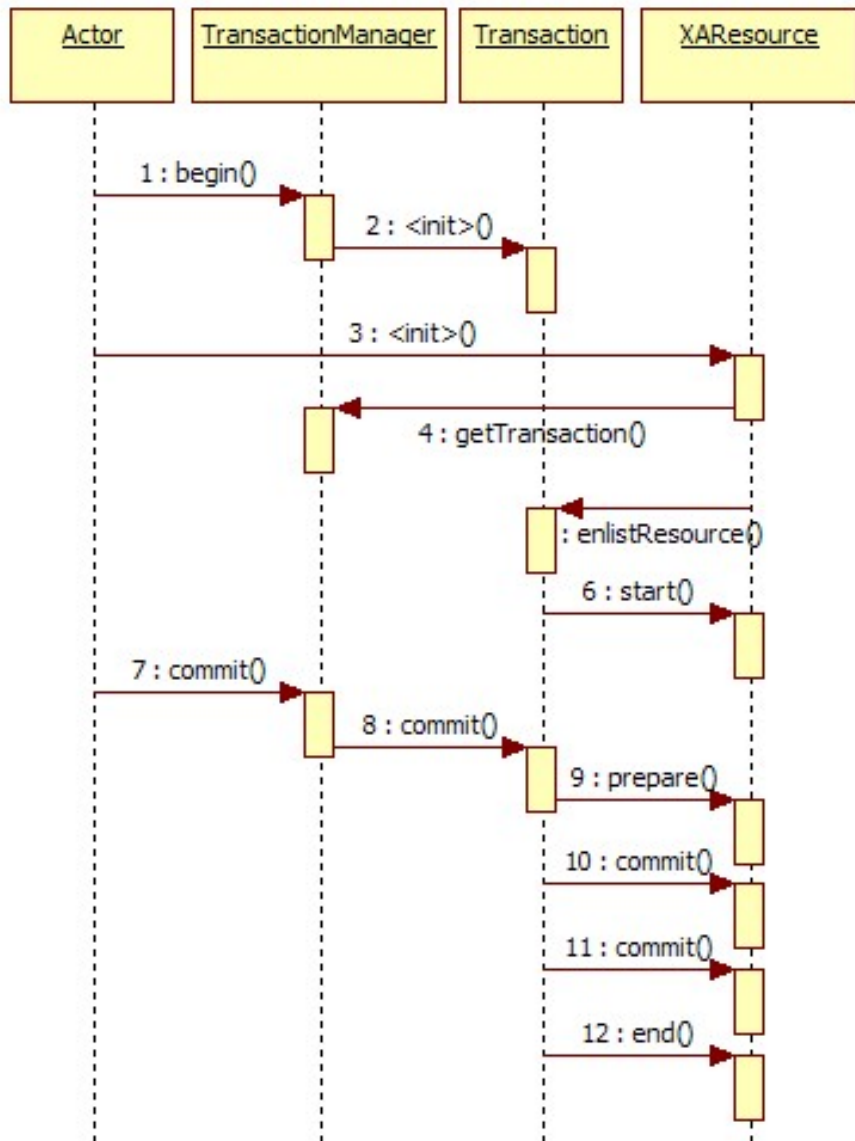 Actor
TransactionManager
Transaction
XAResource
1 : begin()
2 : <init>()
3 : <init>()
4 : getTransaction()
: enlistResource()
6 : start()
7 : commit()
8 : commit()
9 : prepare()
10 : commit()
11 : commit()
12 : end()